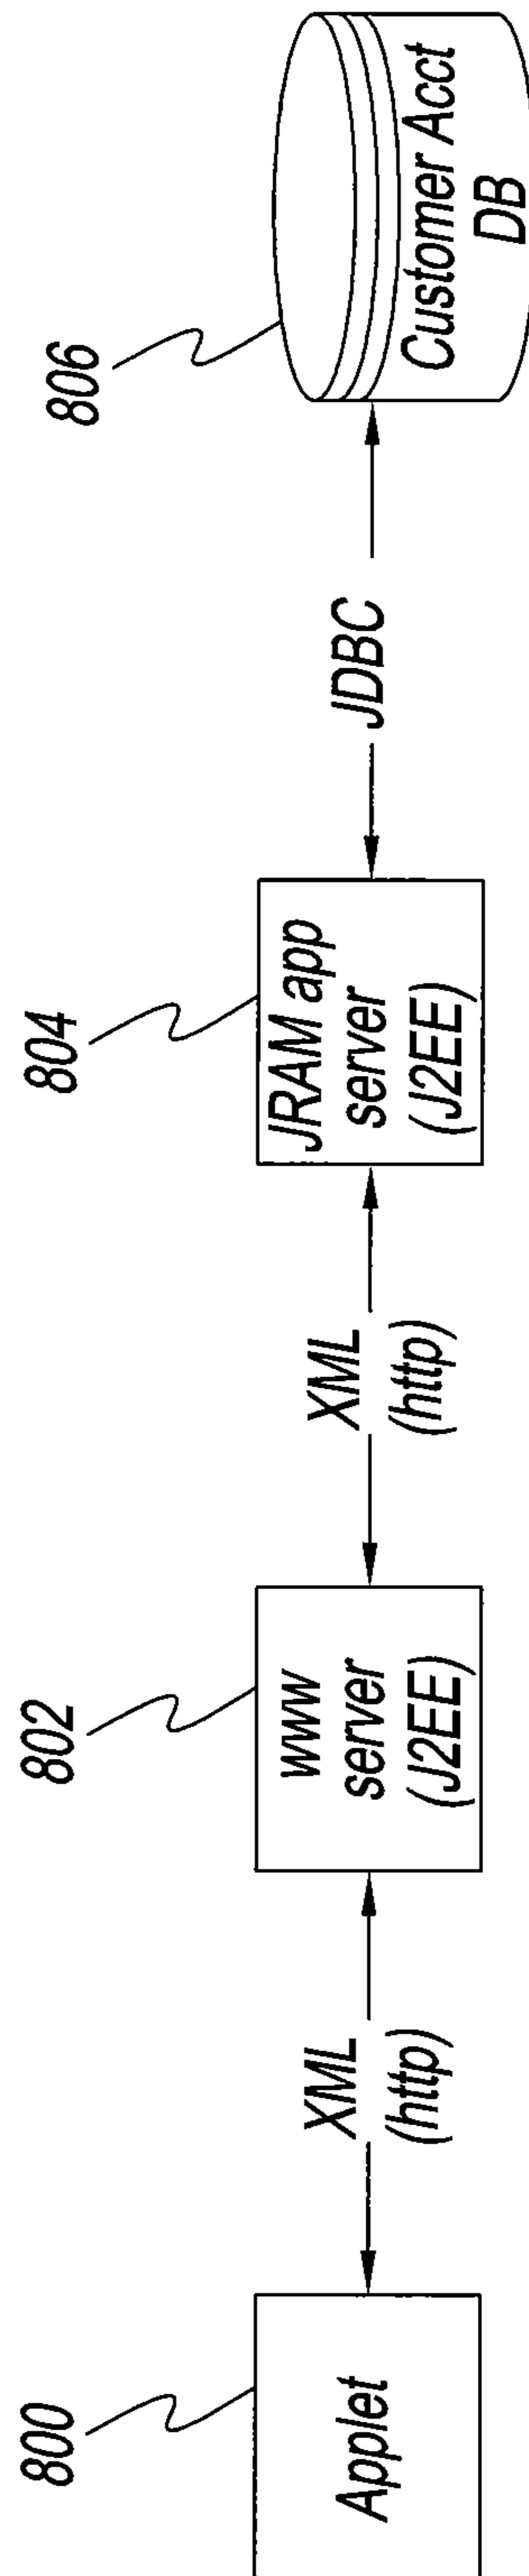 800
Applet
XML
(http)
802
www
server
(J2EE)
XML
(http)
804
JRAM app
server
(J2EE)
JDBC
806
Customer Acct
DB